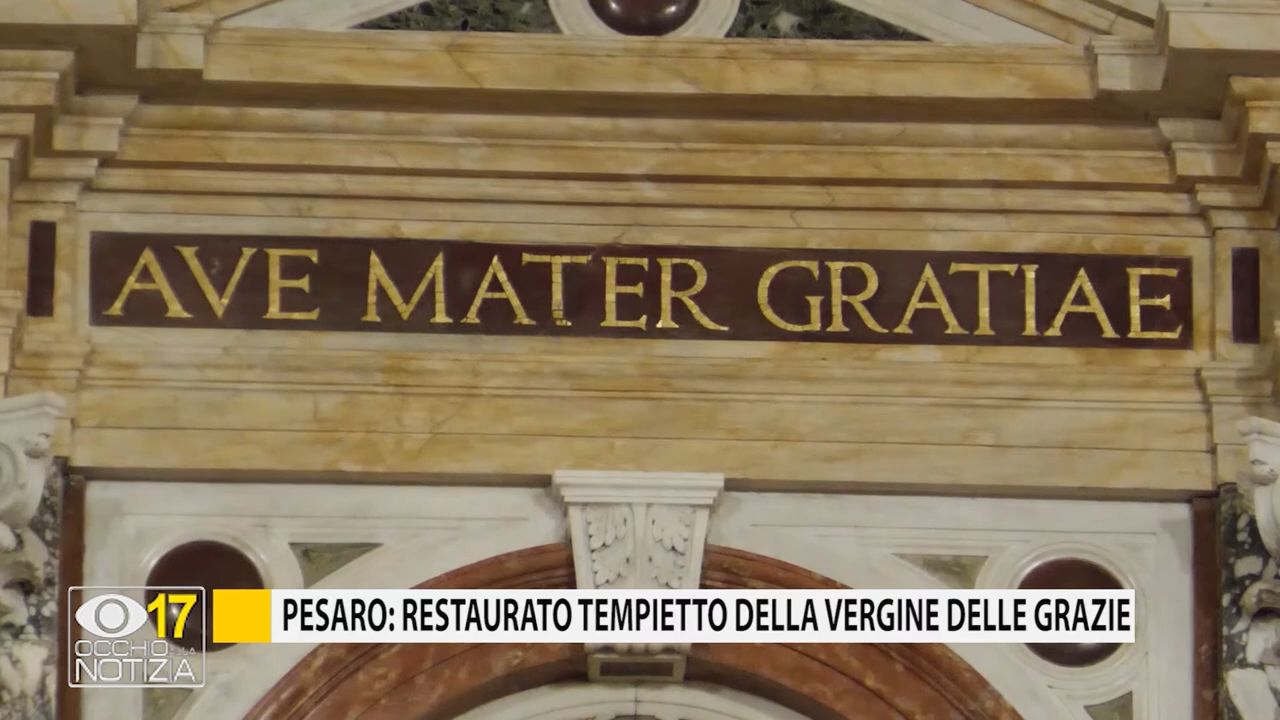 AVE MATER GRATIAE
17
PESARO: RESTAURATO TEMPIETTO DELLA VERGINE DELLE GRAZIE
OCCHIO ALLA
NOTIZIA